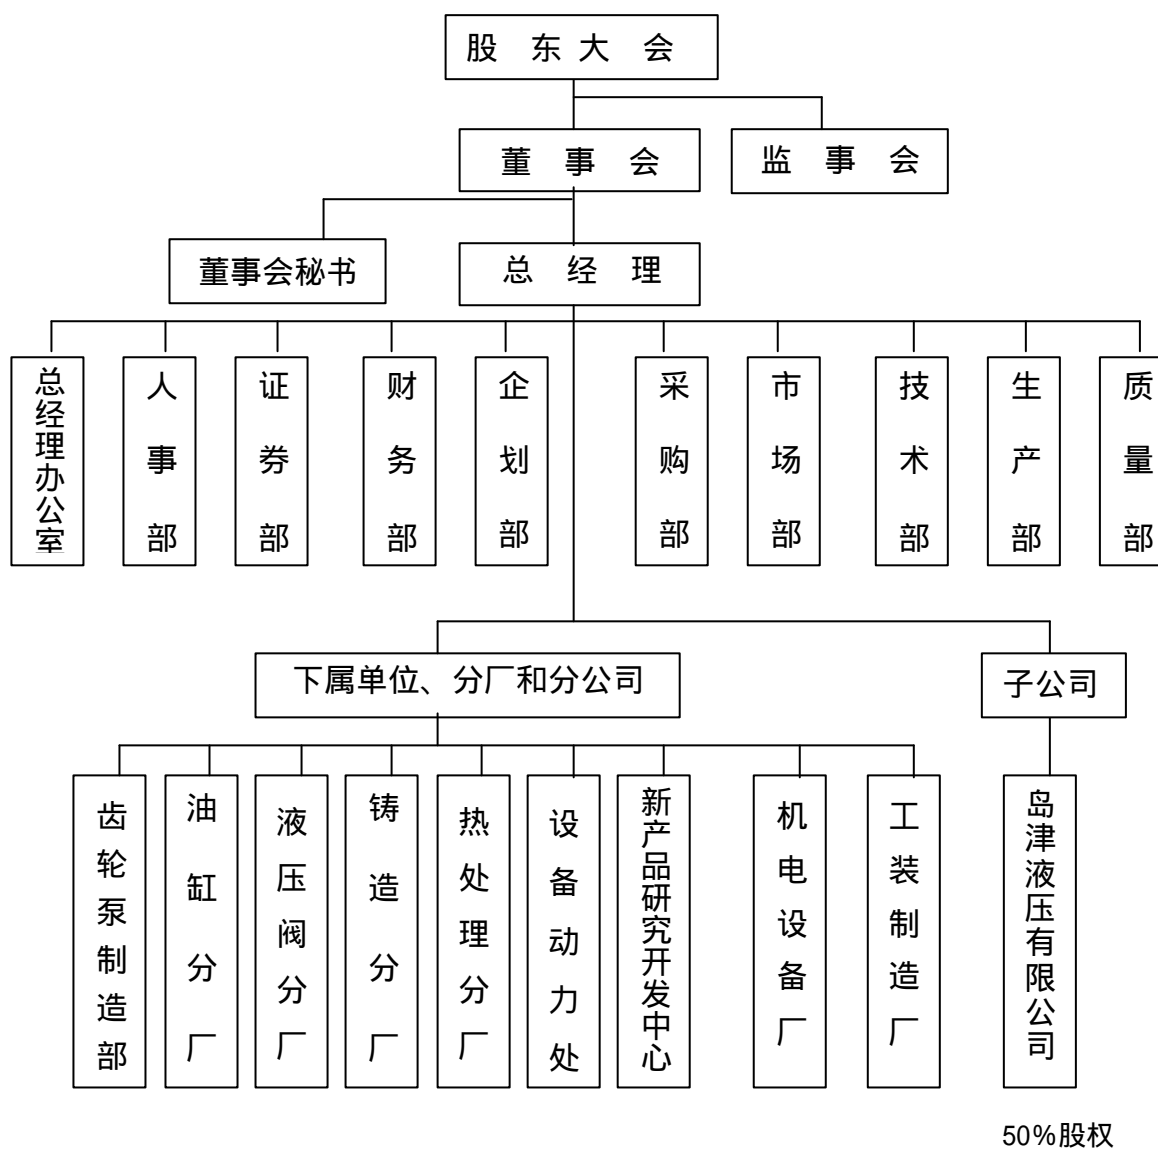 股东大会
董事会
监事会
董事会秘书
总经理
总经理办公室
人事部
证券部
财务部
企划部
采购部
市场部
技术部
生产部
质量部
下属单位、分厂和分公司
子公司
齿轮泵制造部
油缸分厂
液压阀分厂
铸造分厂
热处理分厂
设备动力处
新产品研究开发中心
机电设备厂
工装制造厂
岛津液压有限公司
50%股权